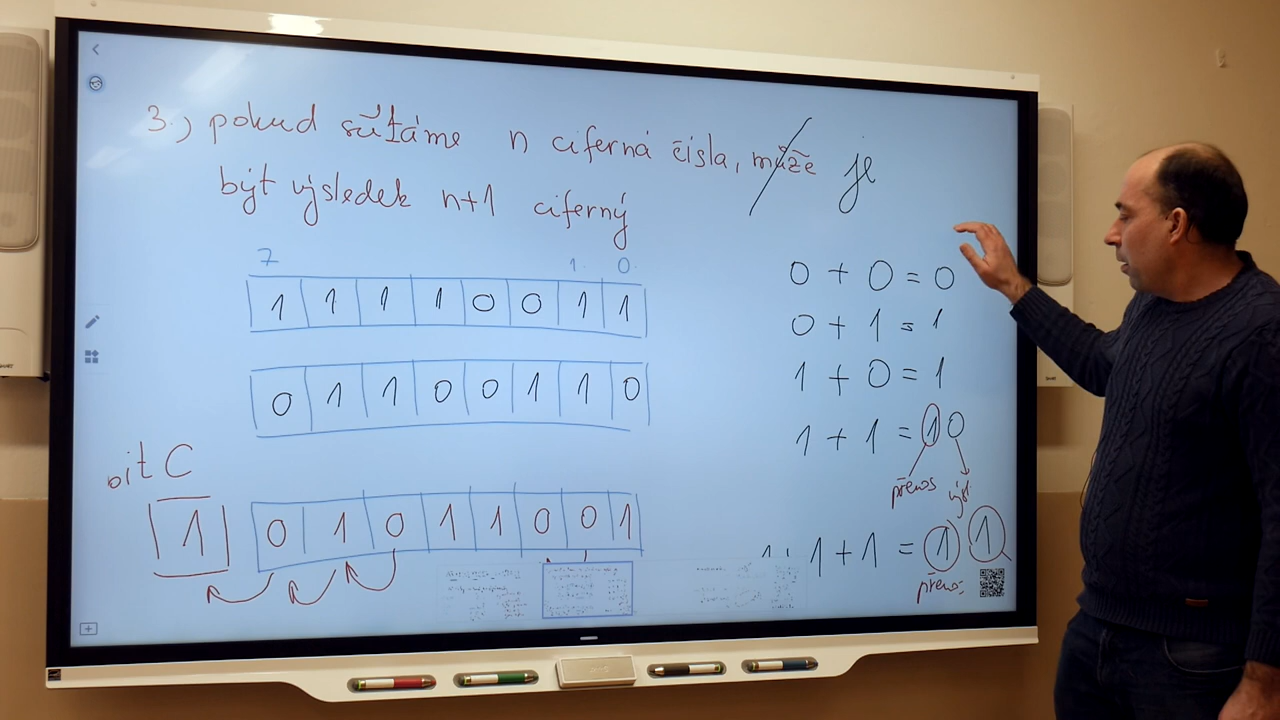 3.) pokud sčítáme n ciferná čísla, může je
být výsledek n+1 ciferný
7 1 0
1 1 1 1 0 0 1 1
0 1 1 0 0 1 1 0
bit C
1 0 1 0 1 1 0 0 1
0 + 0 = 0
0 + 1 = 1
1 + 0 = 1
1 + 1 = 10
přenos výsl
1 + 1 = 1 1
přenos